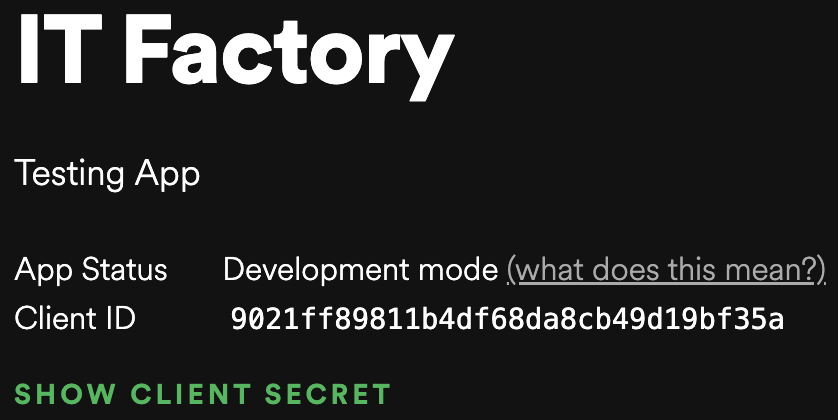 IT Factory
Testing App
App Status Development mode (what does this mean?)
Client ID 9021ff89811b4df68da8cb49d19bf35a
SHOW CLIENT SECRET